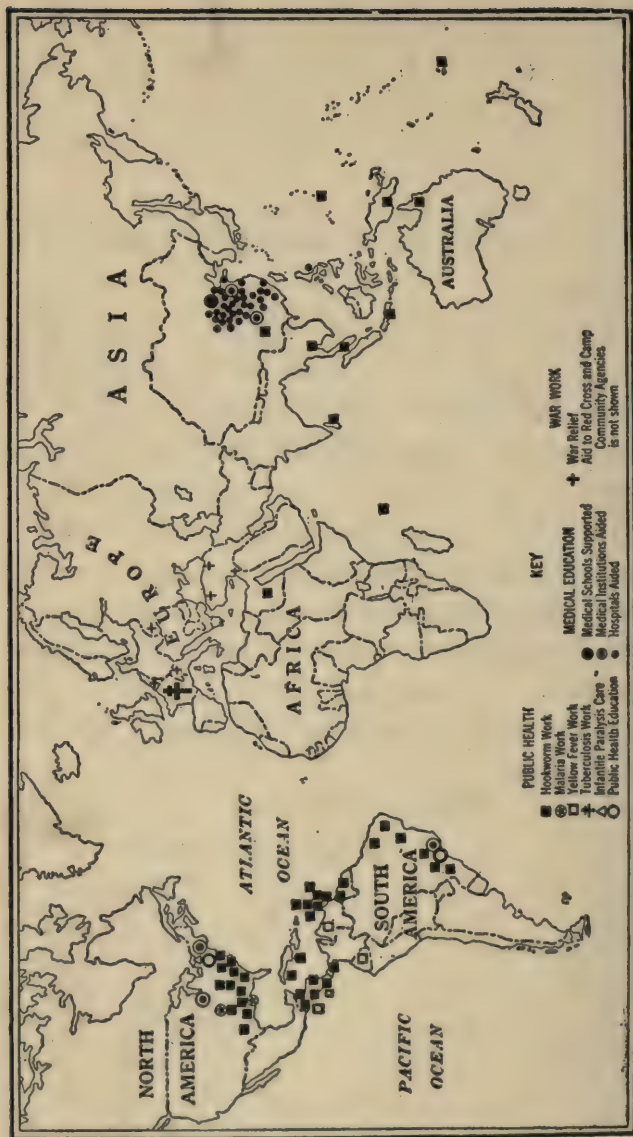 NORTH
AMERICA
ATLANTIC
OCEAN
PACIFIC
OCEAN
SOUTH
AMERICA
EUROPE
AFRICA
ASIA
AUSTRALIA
KEY
PUBLIC HEALTH
Hookworm Work
Malaria Work
Yellow Fever Work
Tuberculosis Work
Infantile Paralysis Care
Public Health Education
MEDICAL EDUCATION
Medical Schools Supported
Medical Institutions Aided
Hospitals Aided
WAR WORK
War Relief
Aid to Red Cross and Camp
Community Agencies
is not shown